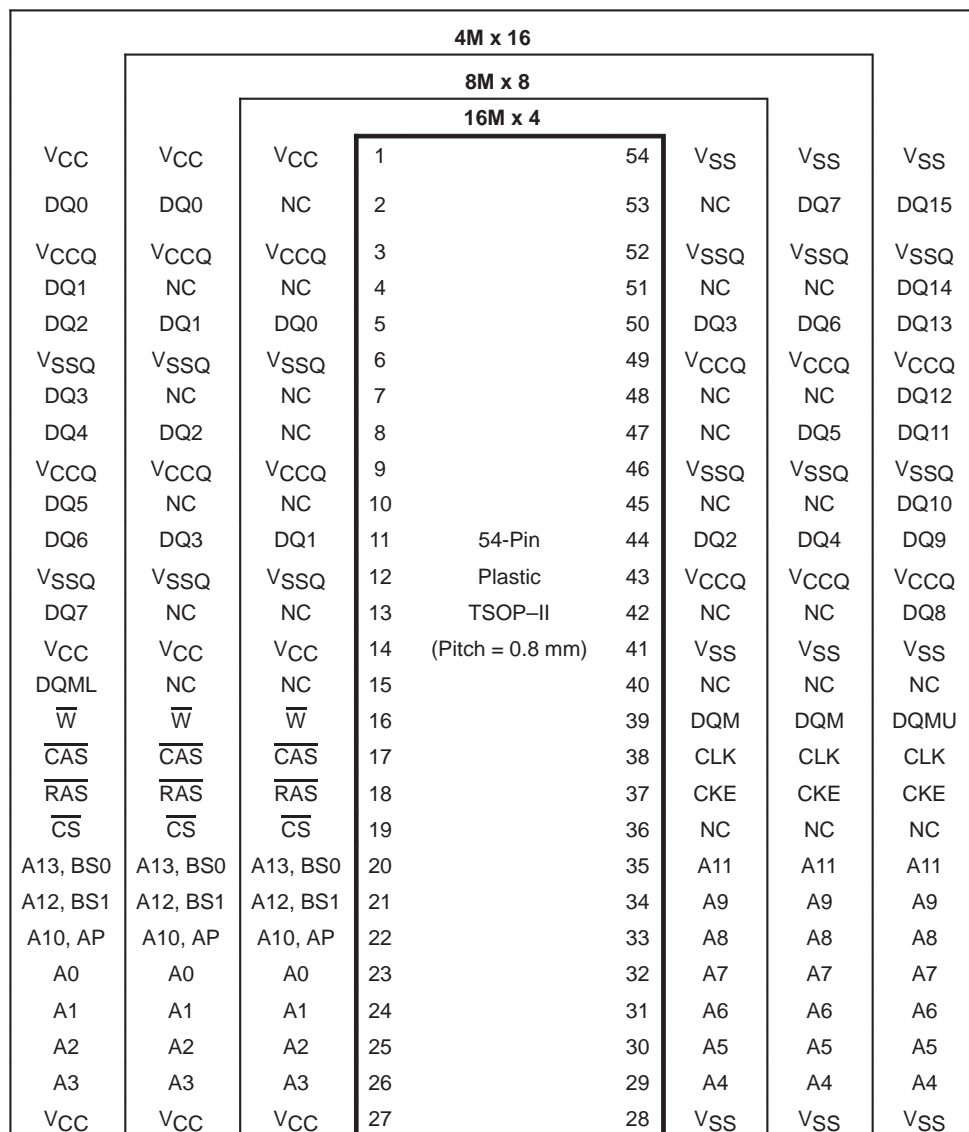 4M x 16
8M x 8
16M x 4
VCC VCC VCC 1 54 VSS VSS VSS
DQ0 DQ0 NC 2 53 NC DQ7 DQ15
VCCQ VCCQ VCCQ 3 52 VSSQ VSSQ VSSQ
DQ1 NC NC 4 51 NC NC DQ14
DQ2 DQ1 DQ0 5 50 DQ3 DQ6 DQ13
VSSQ VSSQ VSSQ 6 49 VCCQ VCCQ VCCQ
DQ3 NC NC 7 48 NC NC DQ12
DQ4 DQ2 NC 8 47 NC DQ5 DQ11
VCCQ VCCQ VCCQ 9 46 VSSQ VSSQ VSSQ
DQ5 NC NC 10 45 NC NC DQ10
DQ6 DQ3 DQ1 11 54-Pin 44 DQ2 DQ4 DQ9
VSSQ VSSQ VSSQ 12 Plastic 43 VCCQ VCCQ VCCQ
DQ7 NC NC 13 TSOP–II 42 NC NC DQ8
VCC VCC VCC 14 (Pitch = 0.8 mm) 41 VSS VSS VSS
DQML NC NC 15 40 NC NC NC
W̅ W̅ W̅ 16 39 DQM DQM DQMU
C̅A̅S̅ C̅A̅S̅ C̅A̅S̅ 17 38 CLK CLK CLK
R̅A̅S̅ R̅A̅S̅ R̅A̅S̅ 18 37 CKE CKE CKE
C̅S̅ C̅S̅ C̅S̅ 19 36 NC NC NC
A13, BS0 A13, BS0 A13, BS0 20 35 A11 A11 A11
A12, BS1 A12, BS1 A12, BS1 21 34 A9 A9 A9
A10, AP A10, AP A10, AP 22 33 A8 A8 A8
A0 A0 A0 23 32 A7 A7 A7
A1 A1 A1 24 31 A6 A6 A6
A2 A2 A2 25 30 A5 A5 A5
A3 A3 A3 26 29 A4 A4 A4
VCC VCC VCC 27 28 VSS VSS VSS